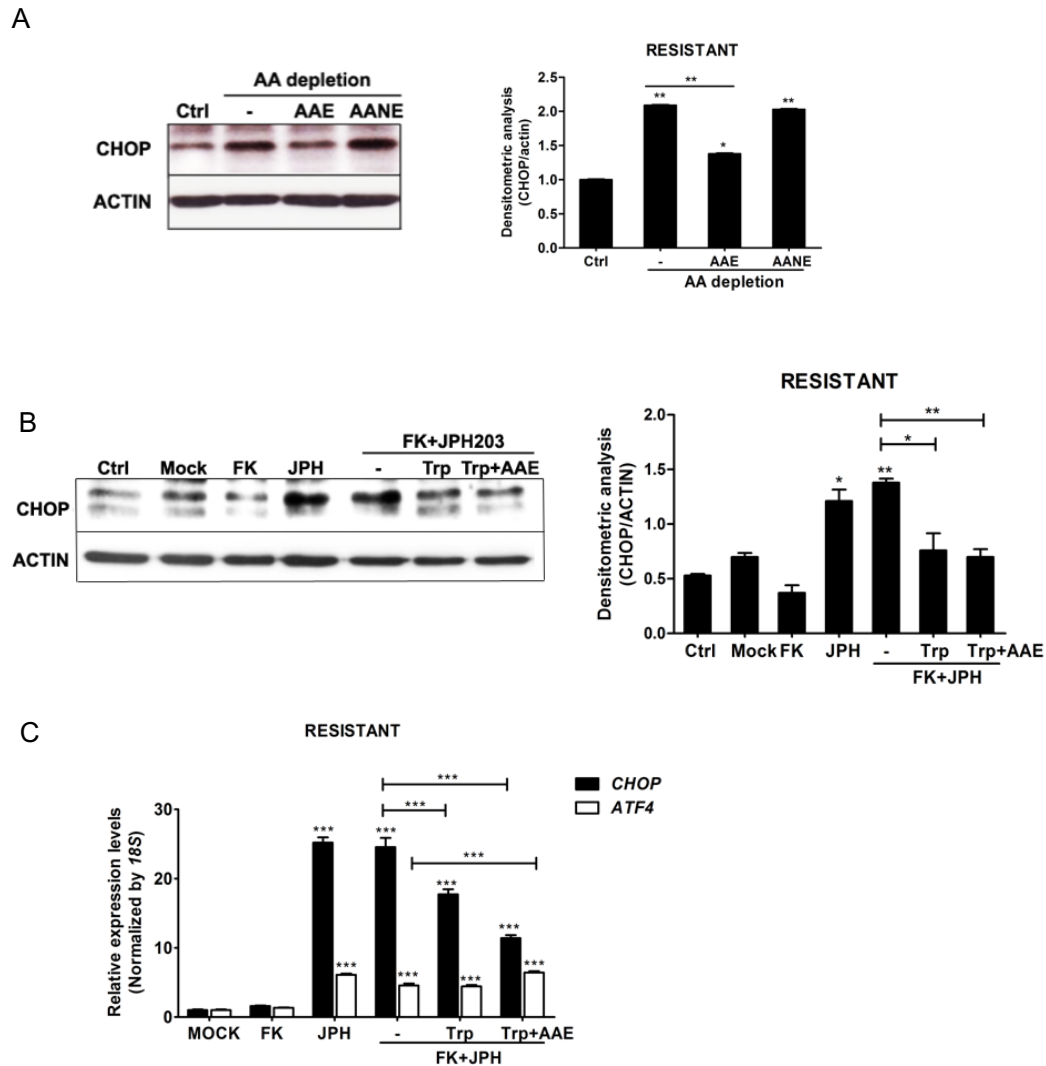 A
AA depletion
Ctrl - AAE AANE
CHOP
ACTIN
RESISTANT
Densitometric analysis
(CHOP/actin)
2.5
2.0
1.5
1.0
0.5
0.0
**
**
*
**
Ctrl - AAE AANE
AA depletion
B
FK+JPH203
Ctrl Mock FK JPH - Trp Trp+AAE
CHOP
ACTIN
RESISTANT
Densitometric analysis
(CHOP/ACTIN)
2.0
1.5
1.0
0.5
0.0
**
*
*
**
Ctrl Mock FK JPH - Trp Trp+AAE
FK+JPH
C
RESISTANT
CHOP
ATF4
Relative expression levels
(Normalized by 18S)
30
20
10
0
***
***
***
***
***
***
***
***
***
***
***
MOCK FK JPH - Trp Trp+AAE
FK+JPH